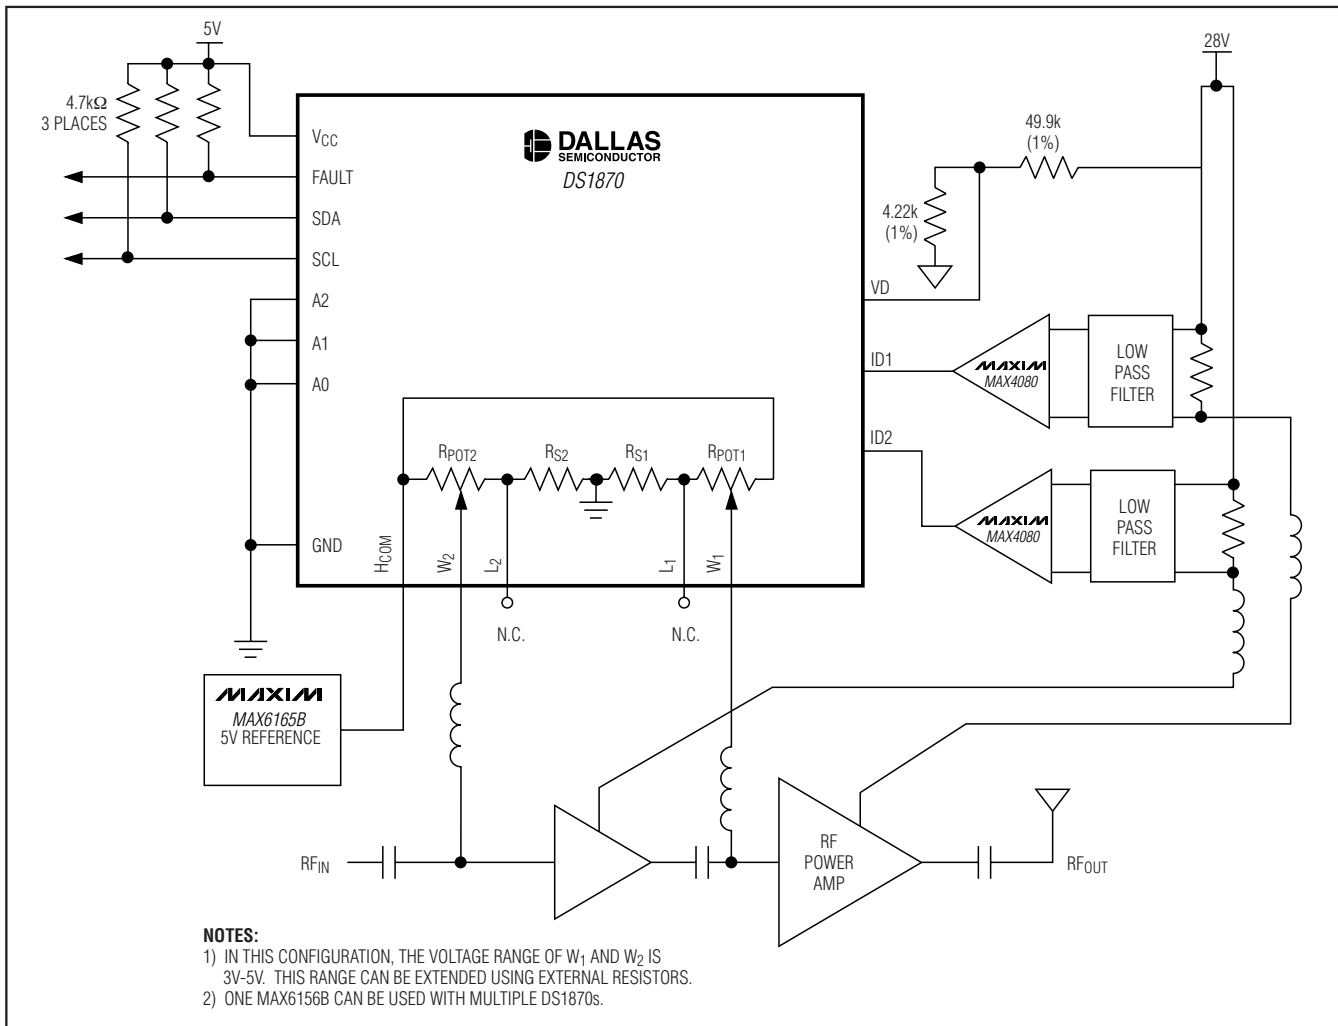 5V
28V
4.7kΩ
3 PLACES
49.9k
(1%)
DALLAS
SEMICONDUCTOR
DS1870
VCC
FAULT
SDA
SCL
A2
A1
A0
GND
4.22k
(1%)
VD
ID1
ID2
MAXIM
MAX4080
LOW
PASS
FILTER
MAXIM
MAX4080
LOW
PASS
FILTER
RPOT2
RS2
RS1
RPOT1
HCOM
W2
L2
L1
W1
N.C.
N.C.
MAXIM
MAX6165B
5V REFERENCE
RFIN
RF
POWER
AMP
RFOUT
NOTES:
1) IN THIS CONFIGURATION, THE VOLTAGE RANGE OF W1 AND W2 IS
3V-5V. THIS RANGE CAN BE EXTENDED USING EXTERNAL RESISTORS.
2) ONE MAX6156B CAN BE USED WITH MULTIPLE DS1870s.